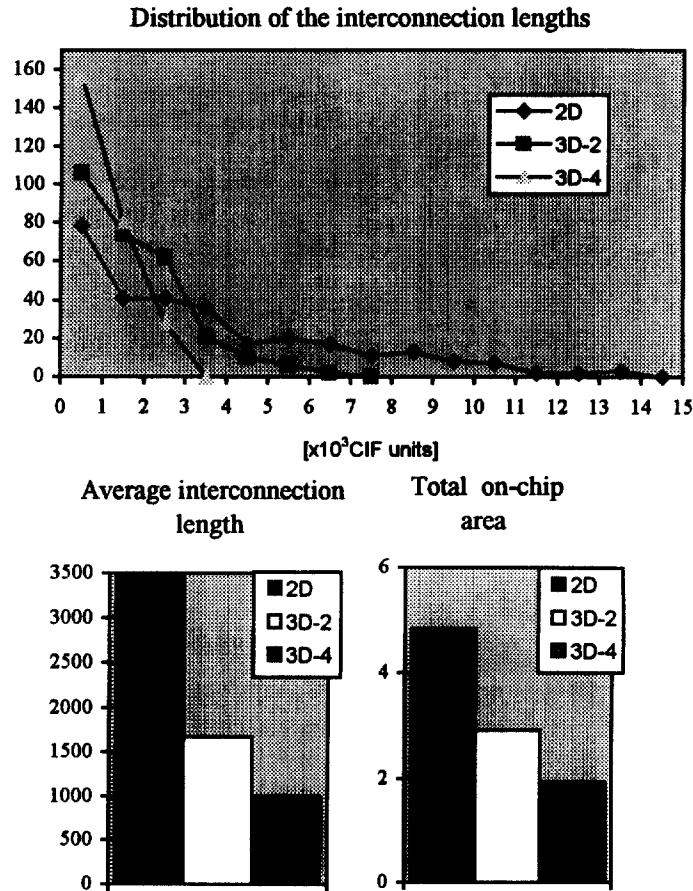 Distribution of the interconnection lengths
160
140
120
100
80
60
40
20
0
2D
3D-2
3D-4
0 1 2 3 4 5 6 7 8 9 10 11 12 13 14 15
[x10³CIF units]
Average interconnection
length
3500
3000
2500
2000
1500
1000
500
0
2D
3D-2
3D-4
Total on-chip
area
6
4
2
0
2D
3D-2
3D-4